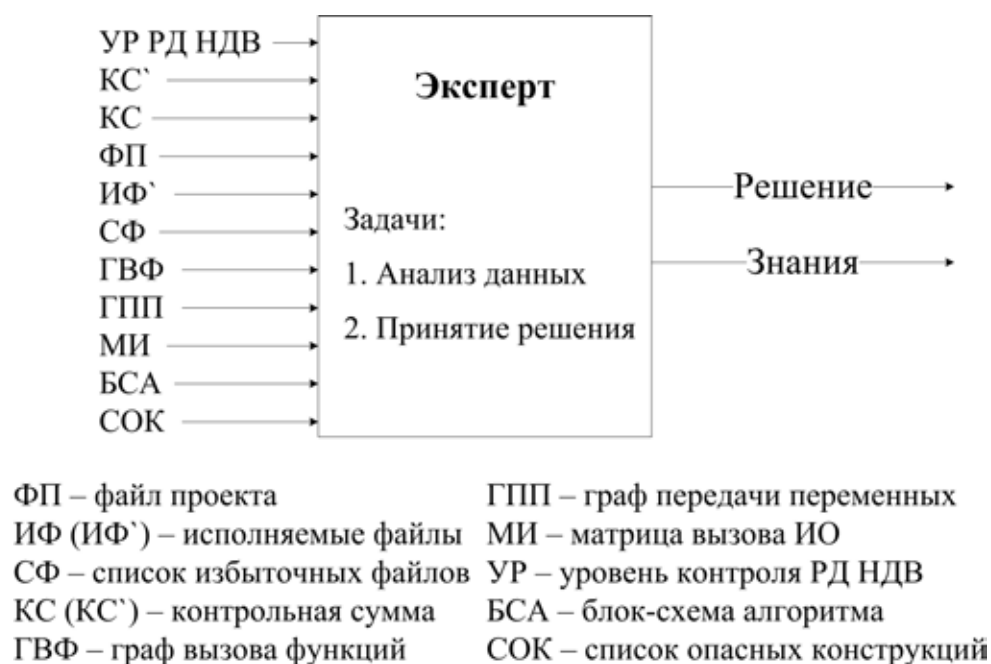 УР РД НДВ
КС`
КС
ФП
ИФ`
СФ
ГВФ
ГПП
МИ
БСА
СОК
Эксперт
Задачи:
1. Анализ данных
2. Принятие решения
Решение
Знания
ФП – файл проекта
ИФ (ИФ`) – исполняемые файлы
СФ – список избыточных файлов
КС (КС`) – контрольная сумма
ГВФ – граф вызова функций
ГПП – граф передачи переменных
МИ – матрица вызова ИО
УР – уровень контроля РД НДВ
БСА – блок-схема алгоритма
СОК – список опасных конструкций